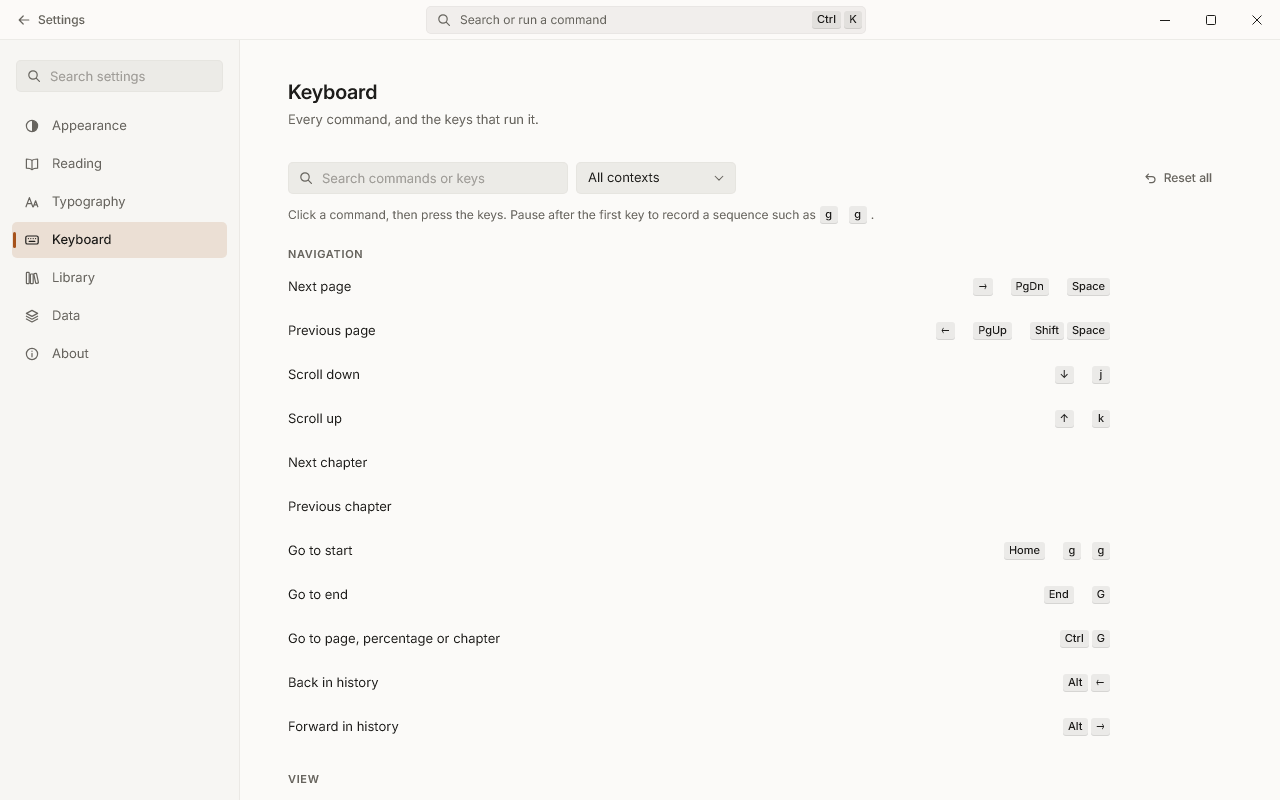 Settings
Search or run a command Ctrl K
Search settings
Appearance
Reading
Typography
Keyboard
Library
Data
About
Keyboard
Every command, and the keys that run it.
Search commands or keys
All contexts
Reset all
Click a command, then press the keys. Pause after the first key to record a sequence such as g g .
NAVIGATION
Next page → PgDn Space
Previous page ← PgUp Shift Space
Scroll down ↓ j
Scroll up ↑ k
Next chapter
Previous chapter
Go to start Home g g
Go to end End G
Go to page, percentage or chapter Ctrl G
Back in history Alt ←
Forward in history Alt →
VIEW